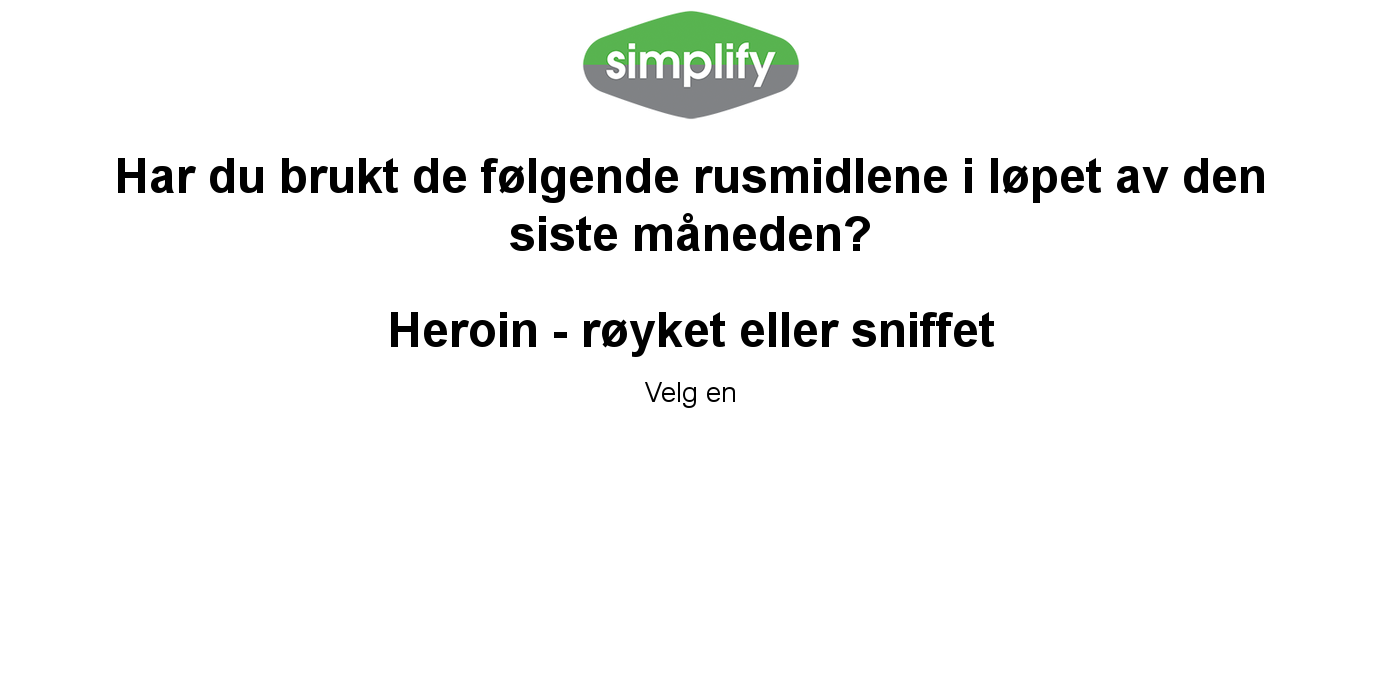 simplify
Har du brukt de følgende rusmidlene i løpet av den
siste måneden?
Heroin - røyket eller sniffet
Velg en